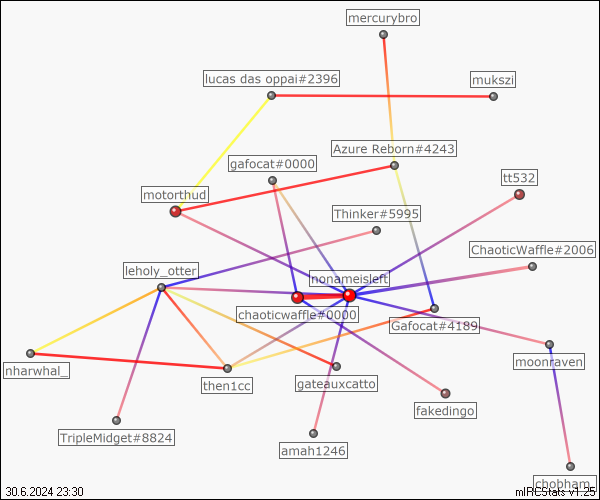 mercurybro
lucas das oppai#2396
mukszi
Azure Reborn#4243
gafocat#0000
tt532
motorthud
Thinker#5995
ChaoticWaffle#2006
leholy_otter
nonameisleft
chaoticwaffle#0000
Gafocat#4189
moonraven
nharwhal_
then1cc
gateauxcatto
fakedingo
TripleMidget#8824
amah1246
chobham_
30.6.2024 23:30
mIRCStats v1.25